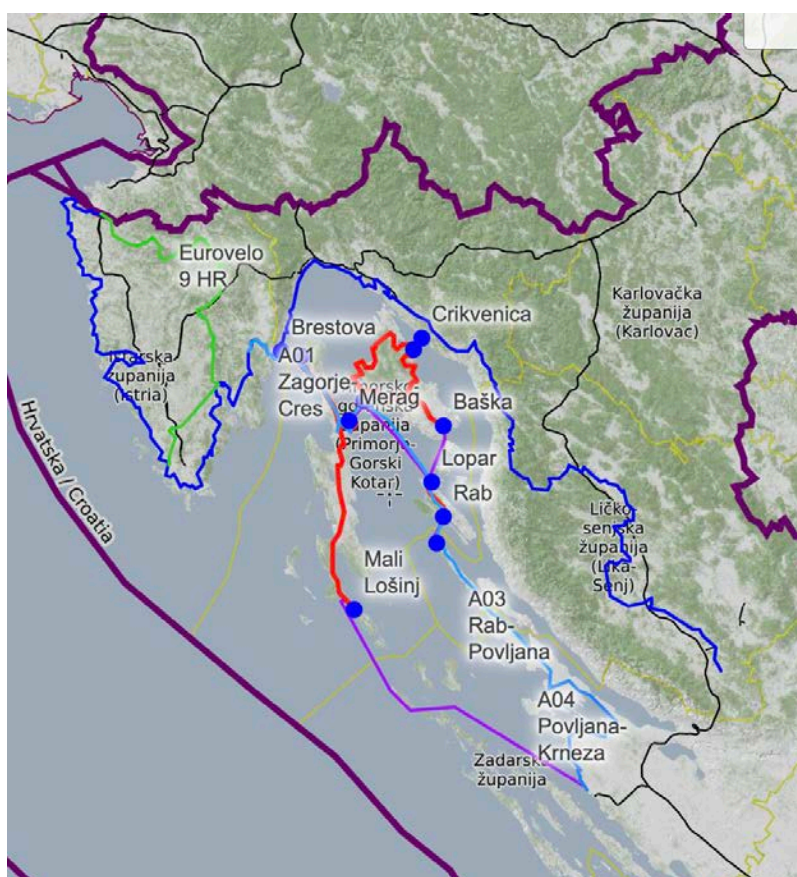 Eurovelo
9 HR
Karlovačka
županija
(Karlovac)
Crikvenica
Brestova
Istarska
županija
(Istria)
A01
Zagorje-
Cres
Merag
županija
(Primorje-
Gorski
Kotar)
Baška
Hrvatska / Croatia
Lopar
Rab
Ličko
senjska
županija
(Lika-
Senj)
Mali
Lošinj
A03
Rab-
Povljana
A04
Povljana-
Krneza
Zadarska
županija